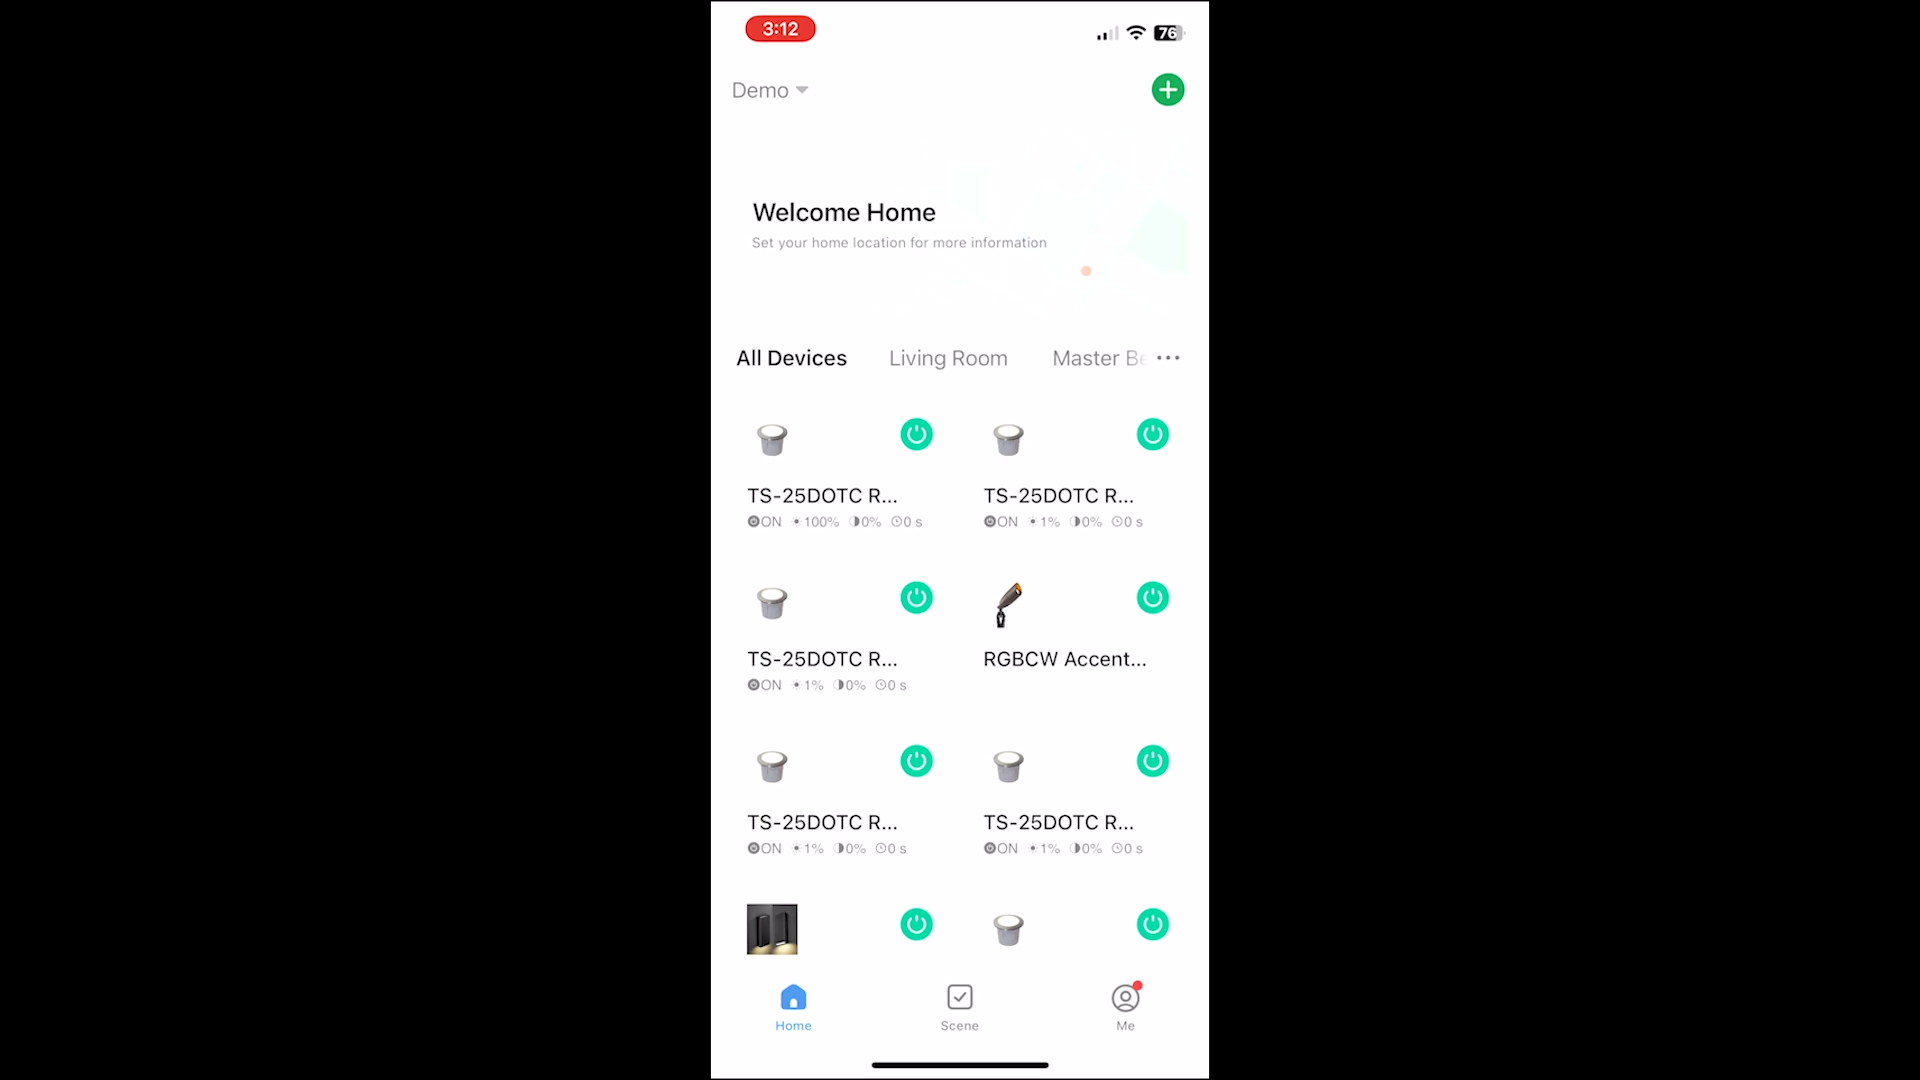 3:12
76
Demo
Welcome Home
Set your home location for more information
All Devices Living Room Master Be
TS-25DOTC R... TS-25DOTC R...
ON 100% 0% 0 s ON 1% 0% 0 s
TS-25DOTC R... RGBCW Accent...
ON 1% 0% 0 s
TS-25DOTC R... TS-25DOTC R...
ON 1% 0% 0 s ON 1% 0% 0 s
Home Scene Me